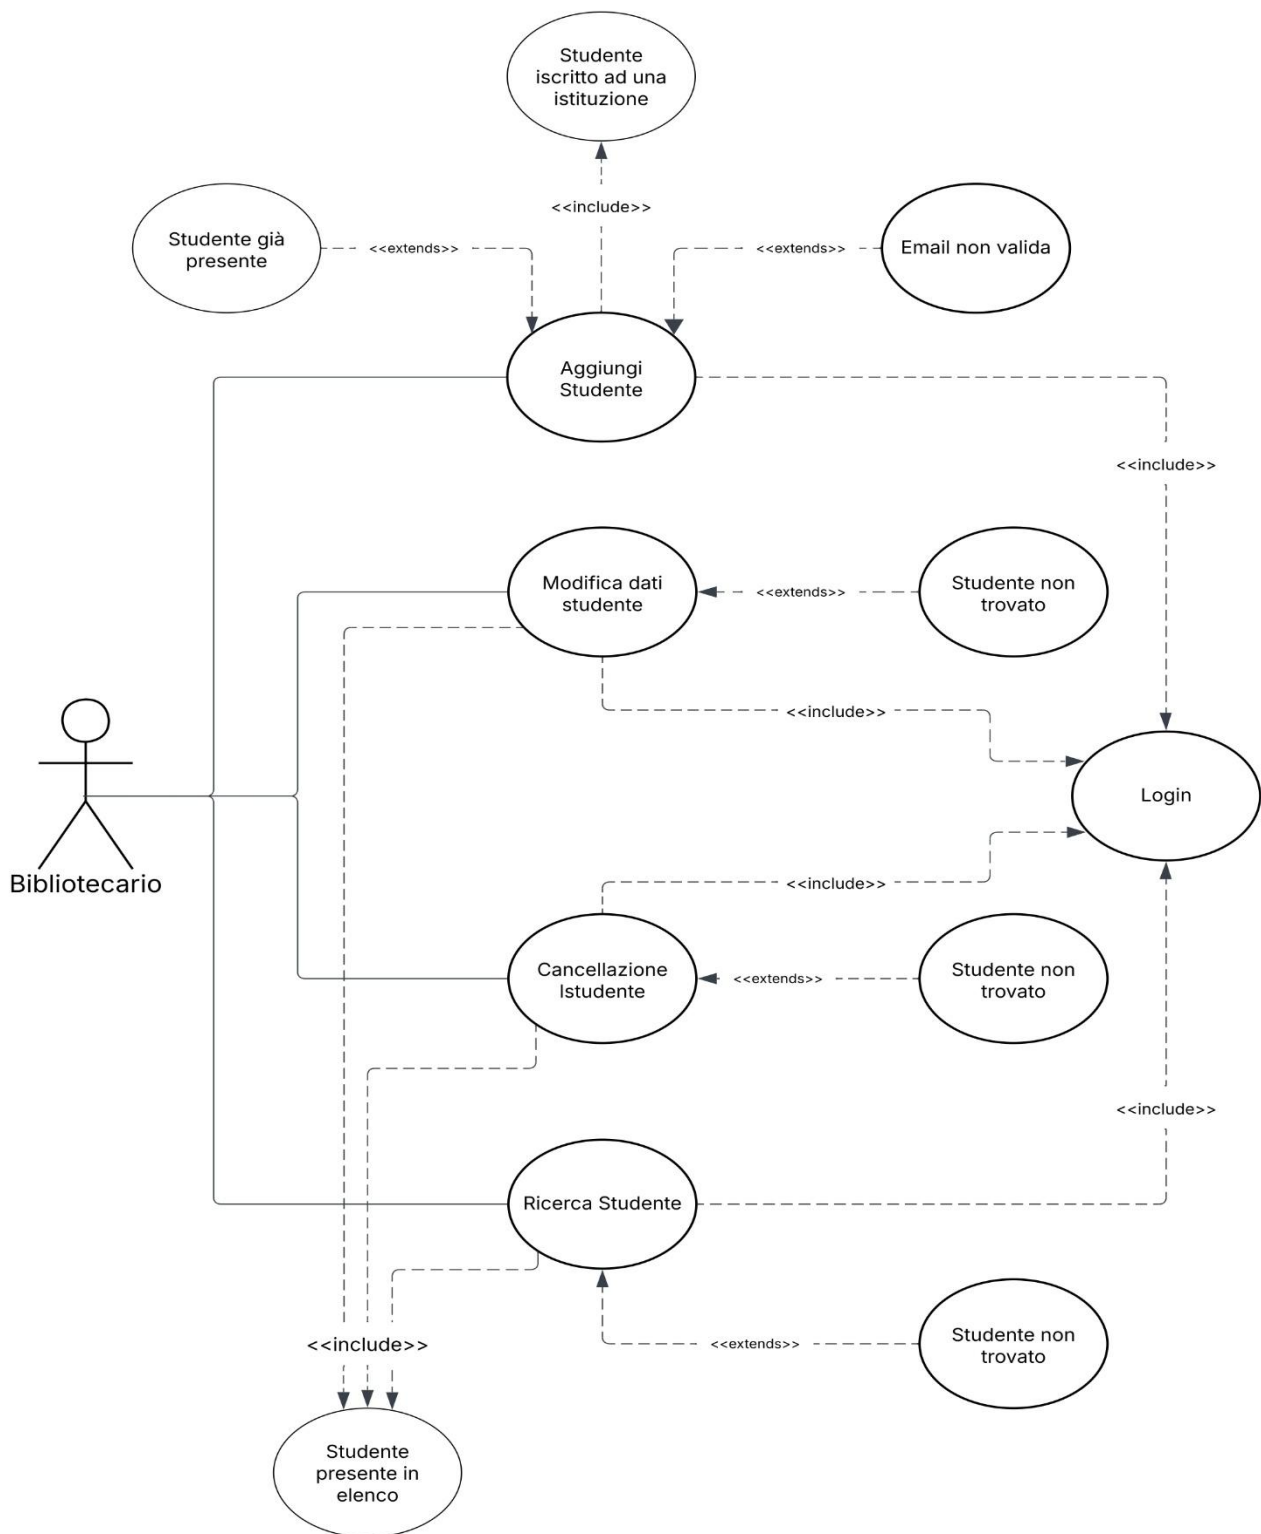 Studente
iscritto ad una
istituzione
<<include>>
Studente già
presente
<<extends>>
<<extends>>
Email non valida
Aggiungi
Studente
<<include>>
Modifica dati
studente
<<extends>>
Studente non
trovato
<<include>>
Login
Bibliotecario
<<include>>
Cancellazione
Istudente
<<extends>>
Studente non
trovato
<<include>>
Ricerca Studente
<<include>>
<<extends>>
Studente non
trovato
Studente
presente in
elenco